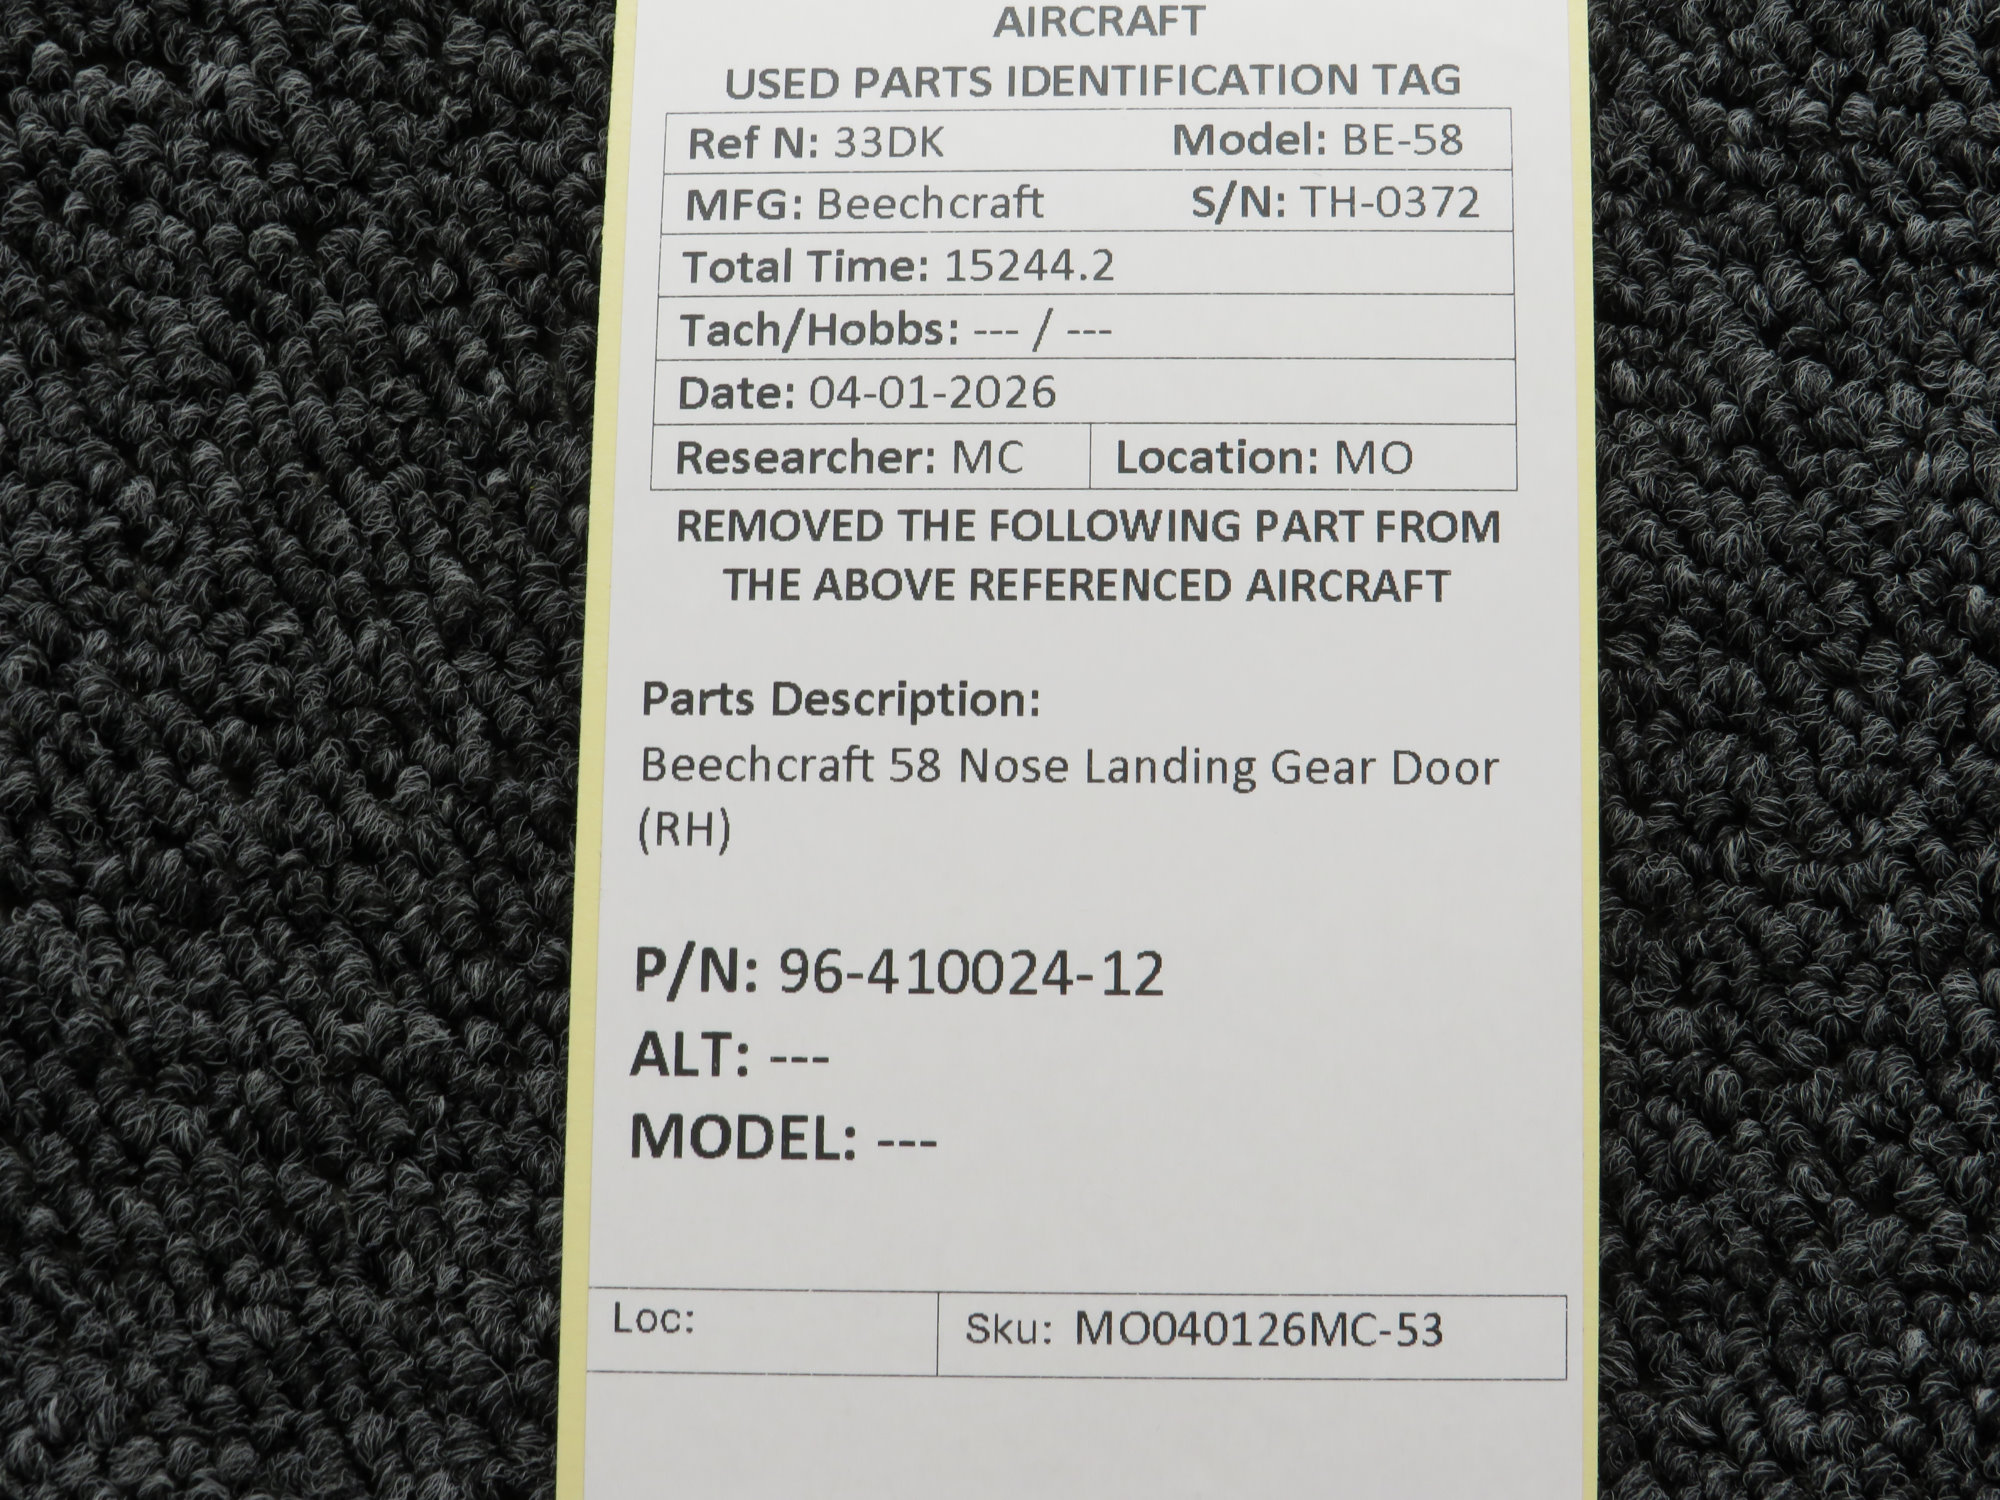 AIRCRAFT
USED PARTS IDENTIFICATION TAG
Ref N: 33DK Model: BE-58
MFG: Beechcraft S/N: TH-0372
Total Time: 15244.2
Tach/Hobbs: --- / ---
Date: 04-01-2026
Researcher: MC Location: MO
REMOVED THE FOLLOWING PART FROM
THE ABOVE REFERENCED AIRCRAFT
Parts Description:
Beechcraft 58 Nose Landing Gear Door
(RH)
P/N: 96-410024-12
ALT: ---
MODEL: ---
Loc: Sku: MO040126MC-53